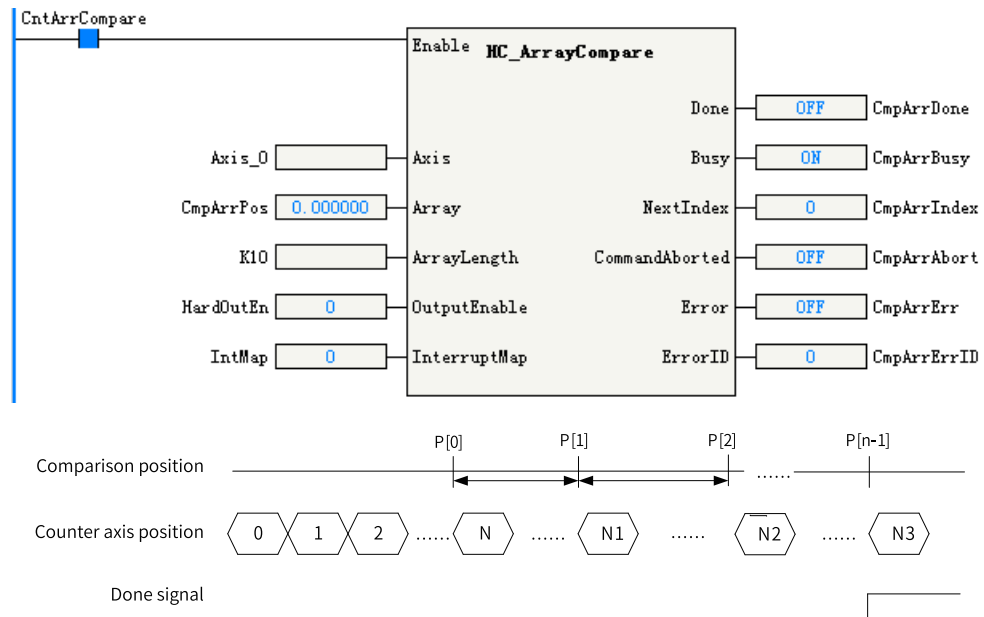 CntArrCompare
Enable HC_ArrayCompare
Done OFF CmpArrDone
Axis_0 Axis Busy ON CmpArrBusy
CmpArrPos 0.000000 Array NextIndex 0 CmpArrIndex
K10 ArrayLength CommandAborted OFF CmpArrAbort
HardOutEn 0 OutputEnable Error OFF CmpArrErr
IntMap 0 InterruptMap ErrorID 0 CmpArrErrID
P[0] P[1] P[2] P[n-1]
Comparison position ......
Counter axis position 0 1 2 ...... N ...... N1 ...... N2 ...... N3
Done signal